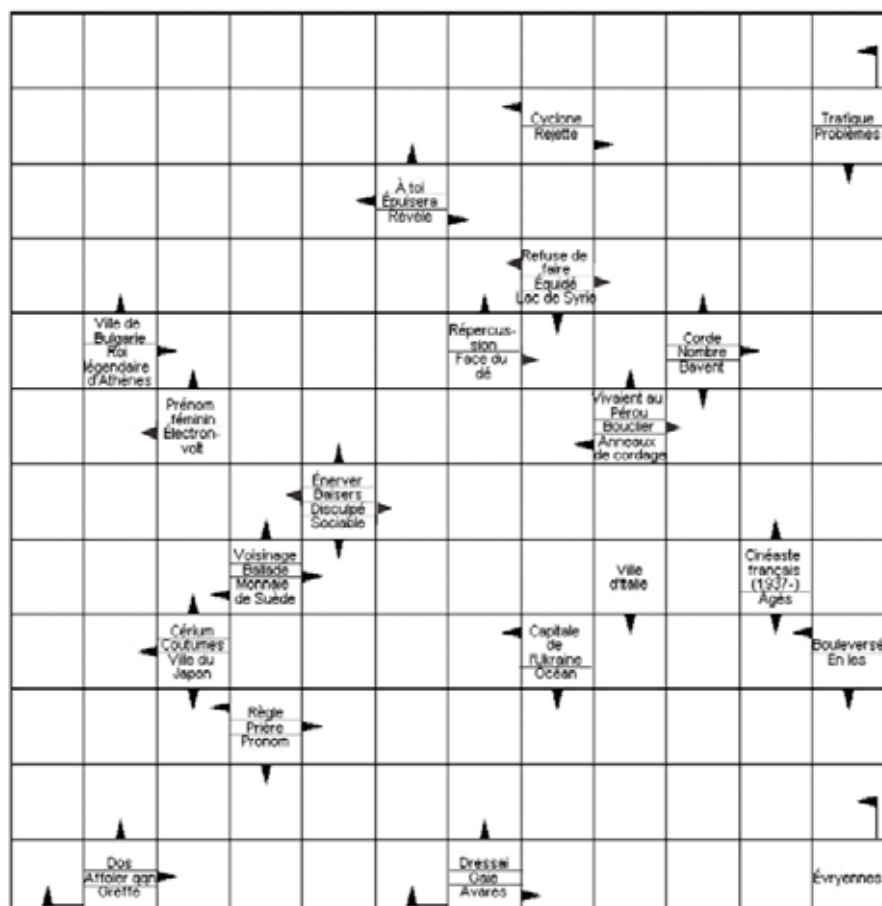 Cyclone
Rejette
Trafique
Problèmes
À toi
Épuisera
Révélé
Refuse de
faire
Équidé
Lac de Syrie
Ville de
Bulgarie
Roi
légendaire
d'Athènes
Répercus-
sion
Face du
dé
Corde
Nombre
Bavent
Prénom
féminin
Électron-
volt
Vivaient au
Pérou
Bouclier
Anneaux
de cordage
Énerver
Baisers
Disculpé
Sociable
Voisinage
Ballade
Monnaie
de Suède
Ville
d'Italie
Cinéaste
français
(1937-)
Agés
Cérium
Coutumes
Ville du
Japon
Capitale
de
l'Ukraine
Océan
Bouleversé
En les
Règle
Prière
Pronom
Dos
Affoler qqn
Greffé
Dressai
Gaie
Avares
Évryennes